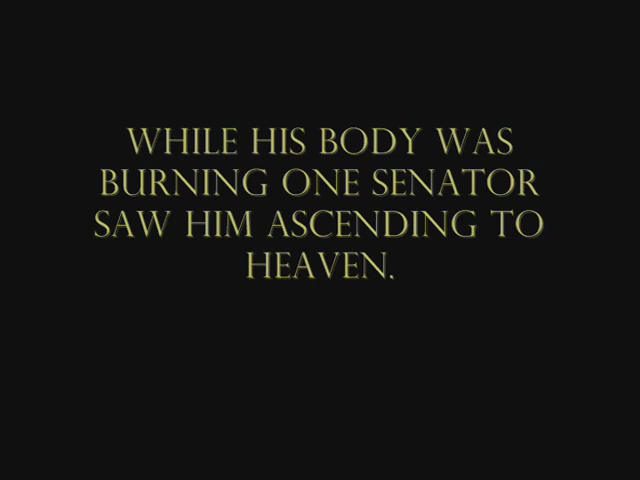 WHILE HIS BODY WAS
BURNING ONE SENATOR
SAW HIM ASCENDING TO
HEAVEN.